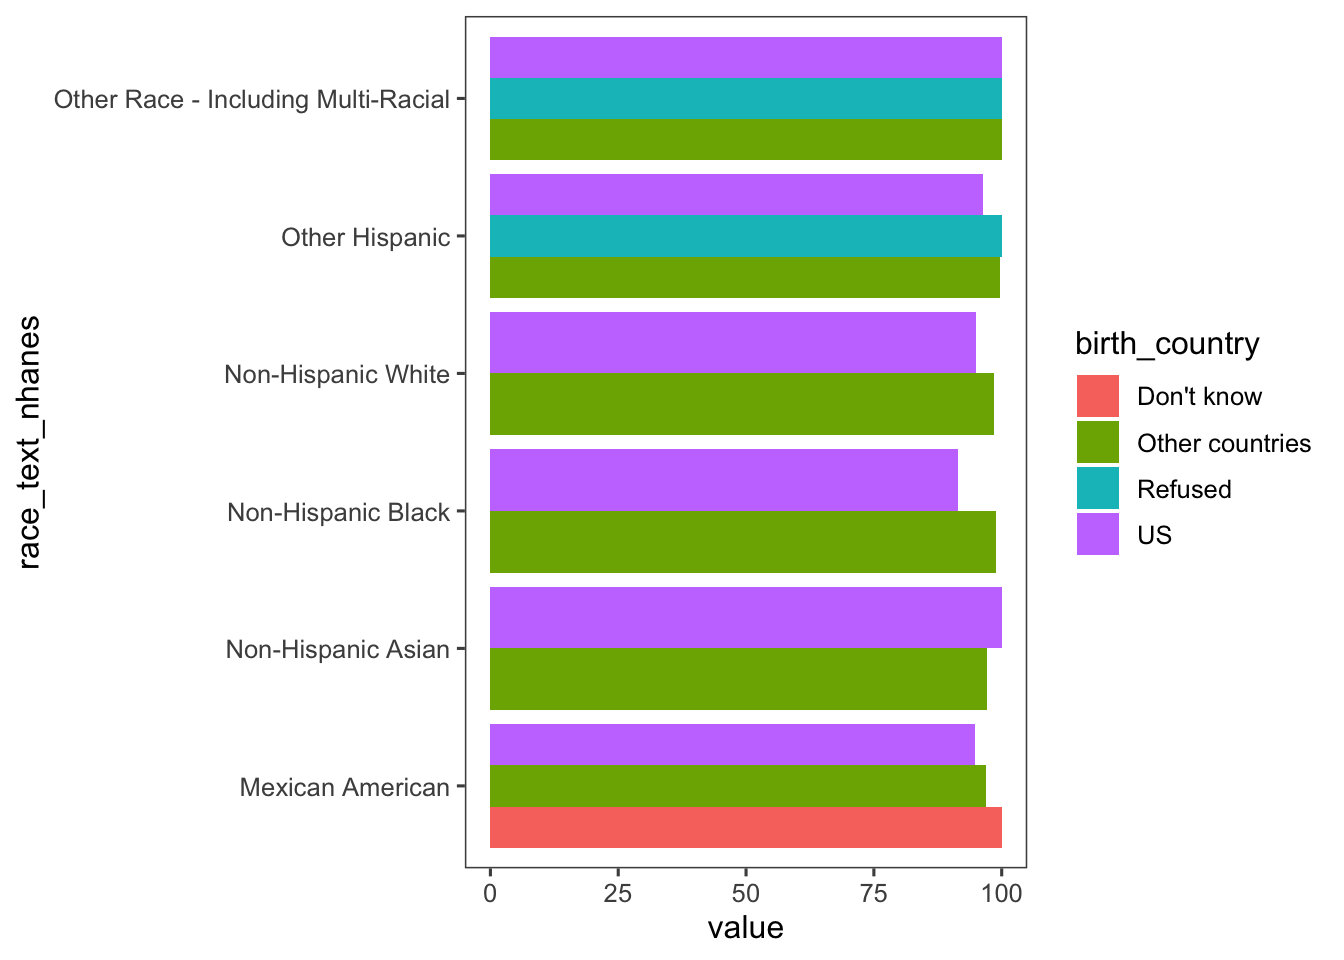 Other Race - Including Multi-Racial
Other Hispanic
Non-Hispanic White
Non-Hispanic Black
Non-Hispanic Asian
Mexican American
race_text_nhanes
0 25 50 75 100
value
birth_country
Don't know
Other countries
Refused
US